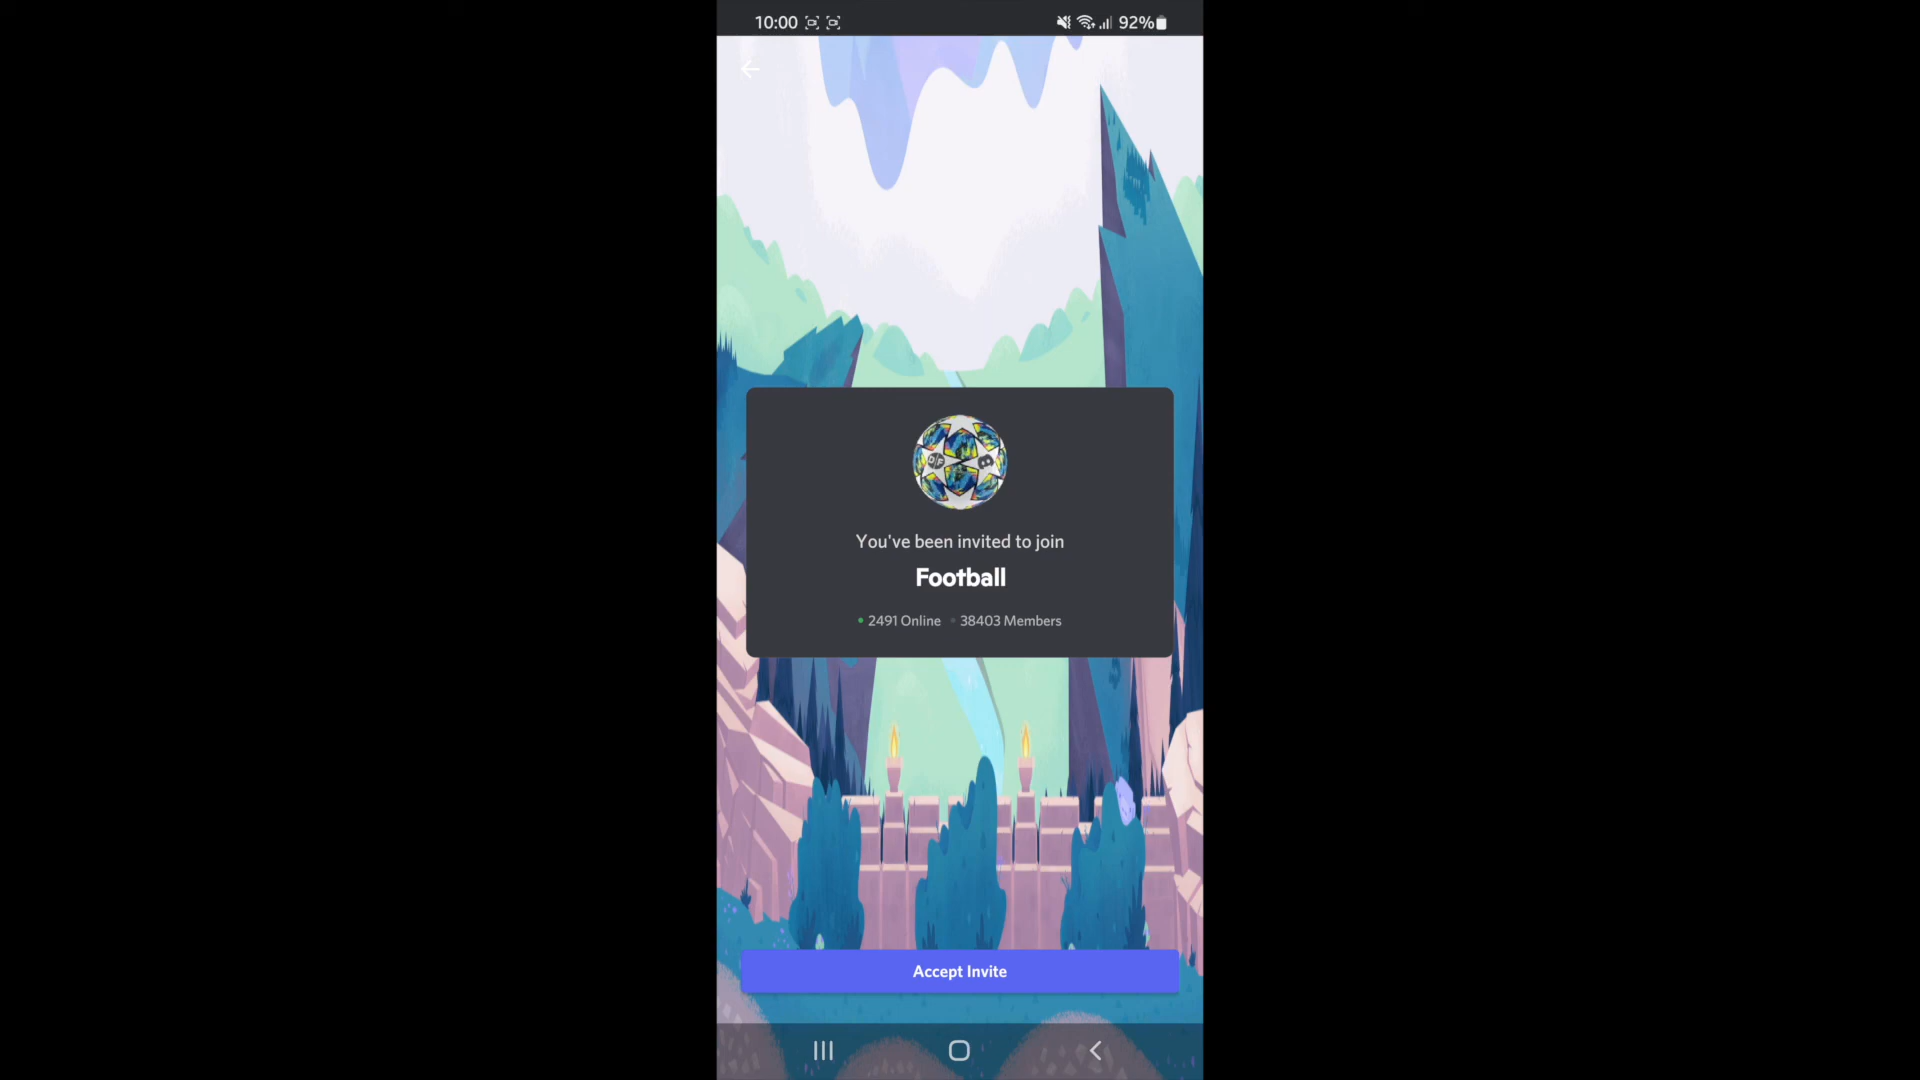 10:00
92%
You've been invited to join
Football
2491 Online
38403 Members
Accept Invite